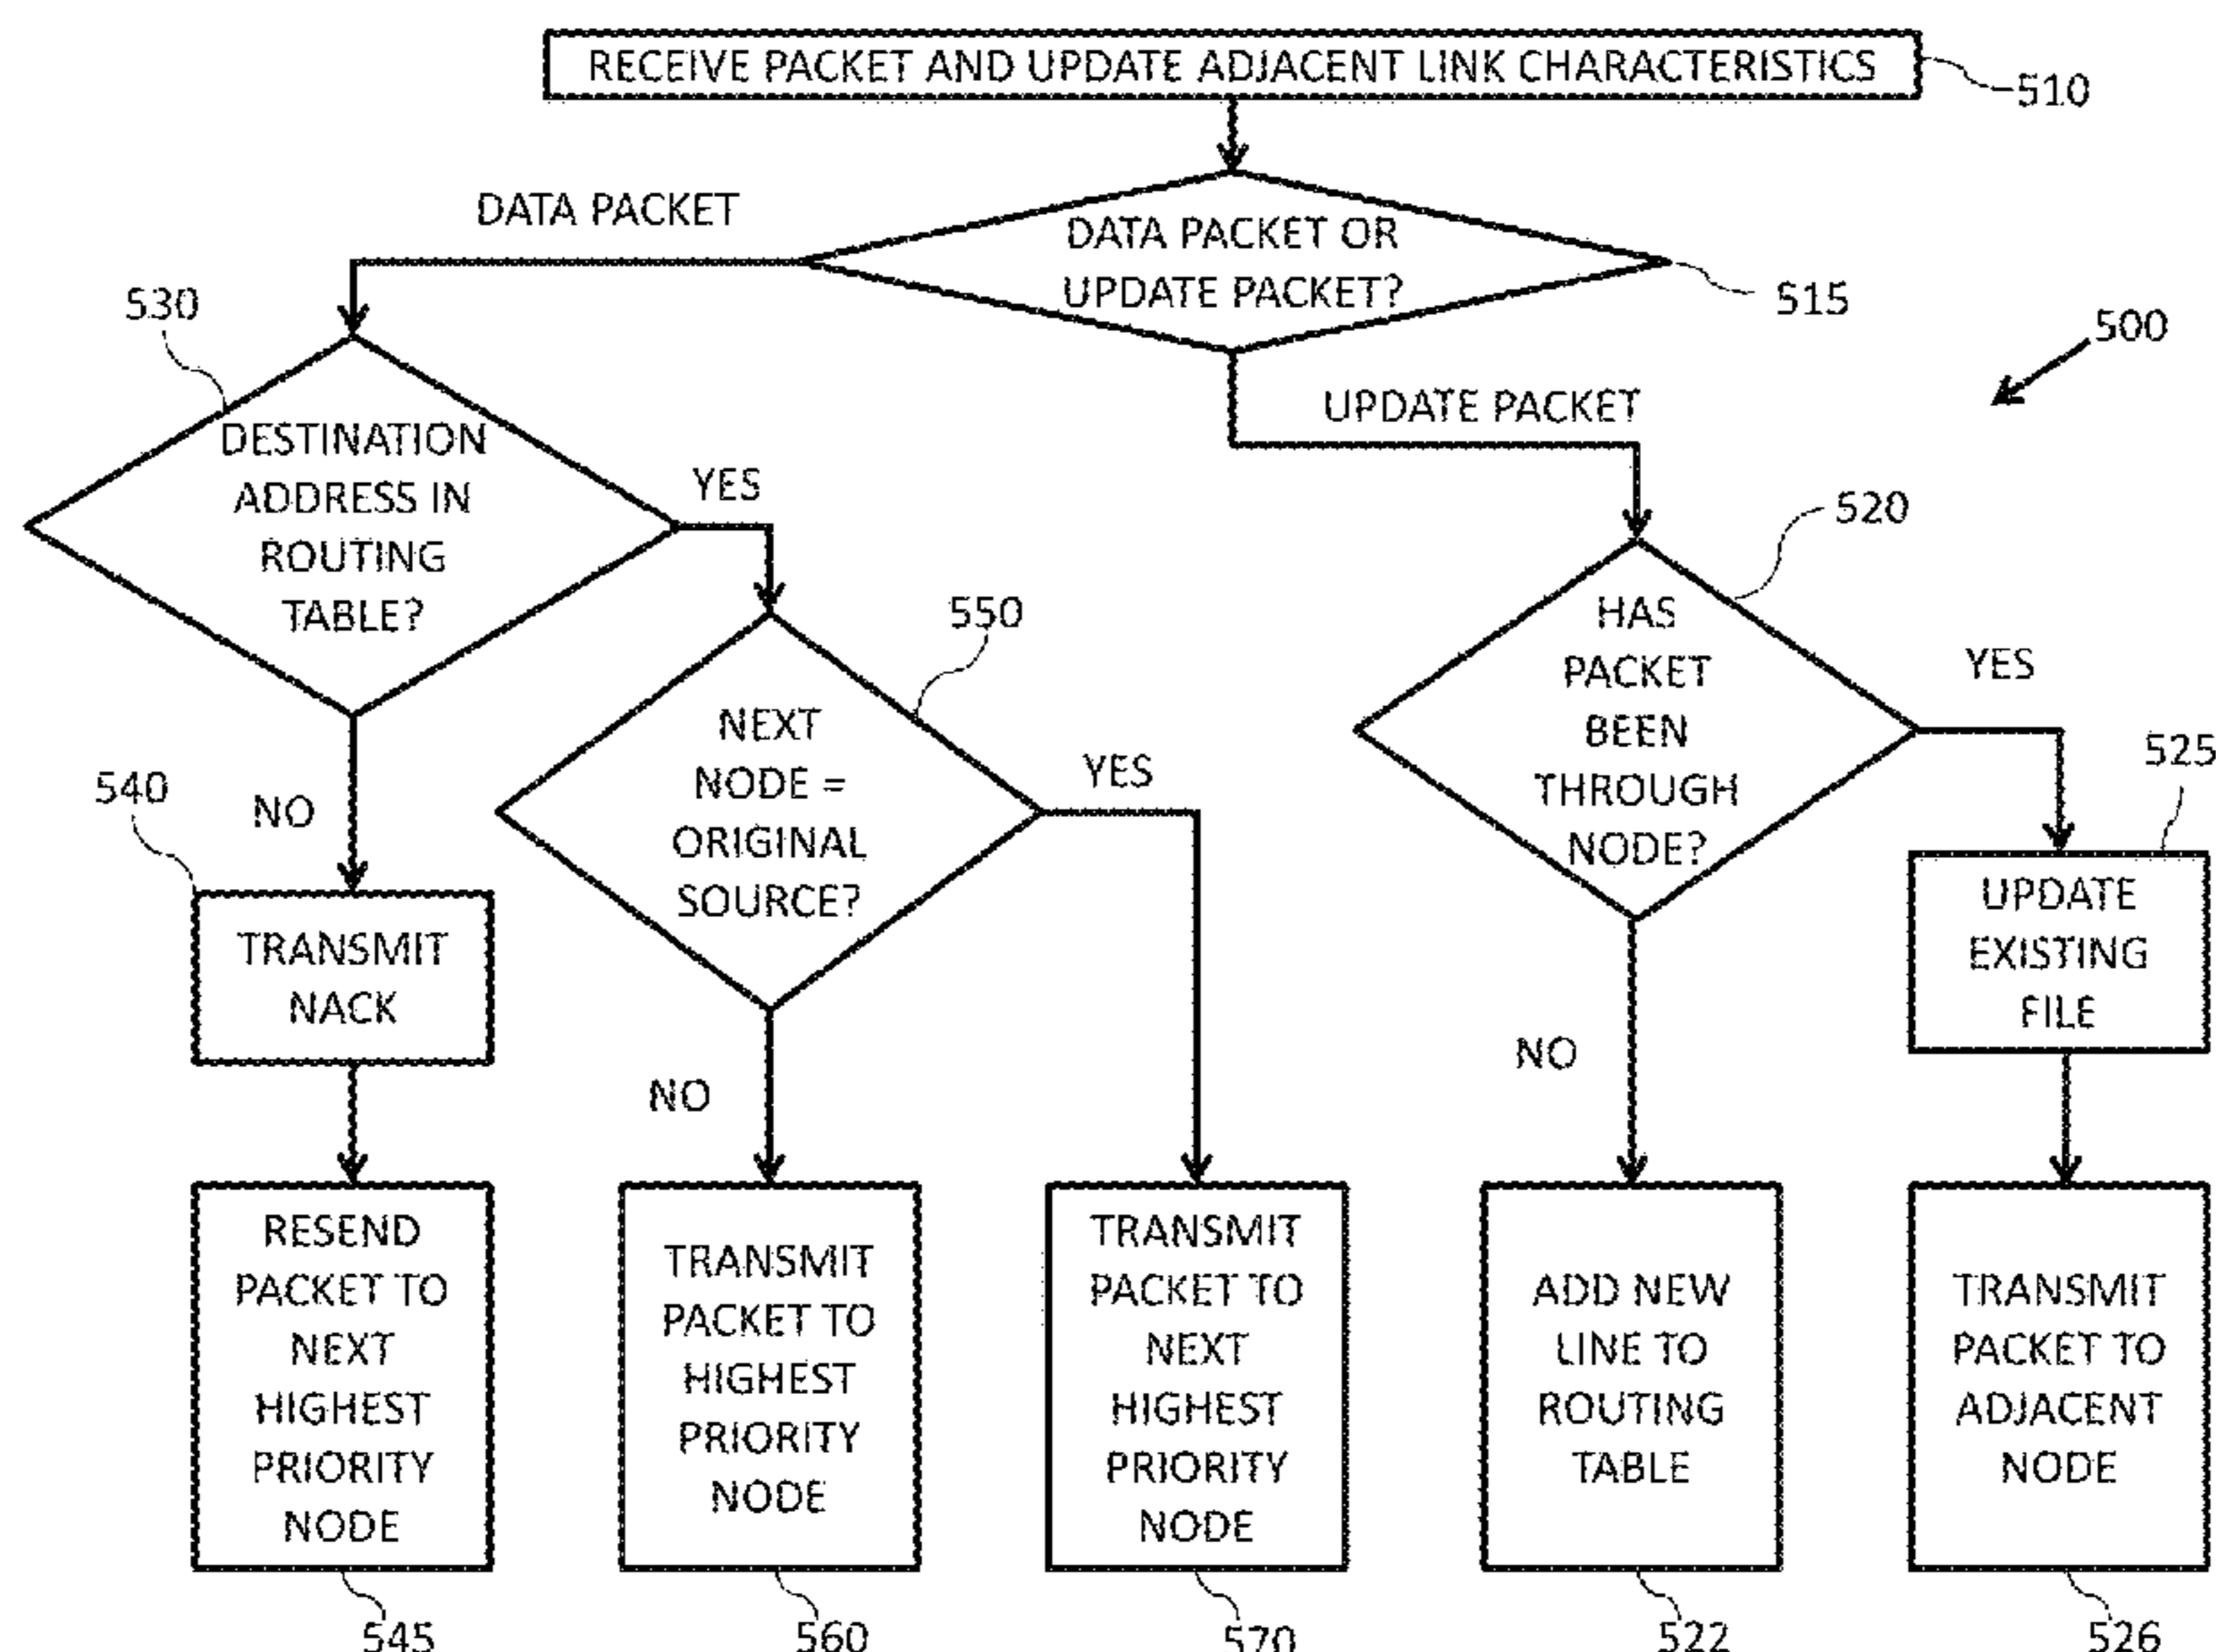 RECEIVE PACKET AND UPDATE ADJACENT LINK CHARACTERISTICS
510
DATA PACKET
DATA PACKET OR
UPDATE PACKET?
515
500
530
DESTINATION
ADDRESS IN
ROUTING
TABLE?
YES
UPDATE PACKET
520
550
HAS
PACKET
BEEN
THROUGH
NODE?
YES
525
NEXT
NODE =
ORIGINAL
SOURCE?
YES
540
NO
TRANSMIT
NACK
UPDATE
EXISTING
FILE
NO
NO
RESEND
PACKET TO
NEXT
HIGHEST
PRIORITY
NODE
TRANSMIT
PACKET TO
HIGHEST
PRIORITY
NODE
TRANSMIT
PACKET TO
NEXT
HIGHEST
PRIORITY
NODE
ADD NEW
LINE TO
ROUTING
TABLE
TRANSMIT
PACKET TO
ADJACENT
NODE
545
560
570
522
526